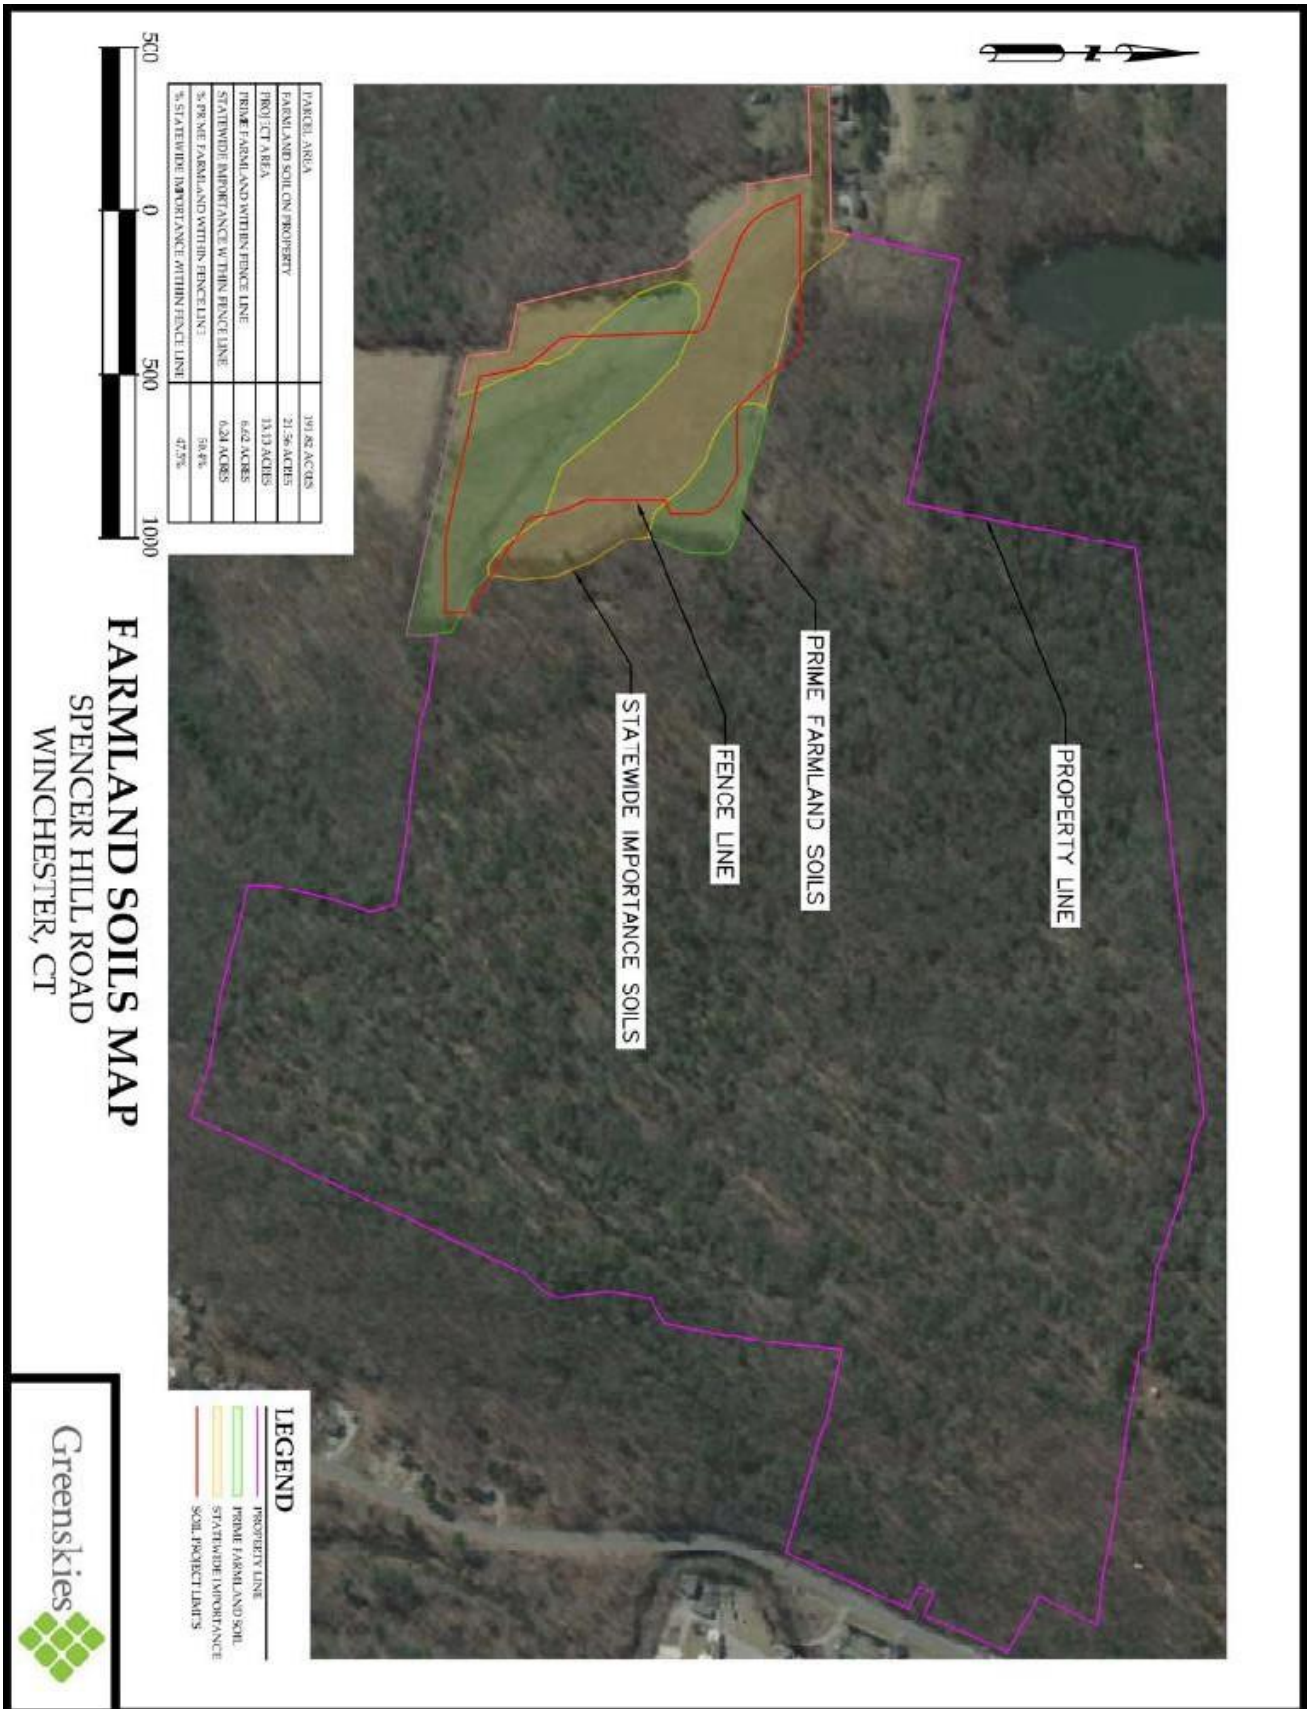 N
PARCEL AREA 191.82 ACRES
FARMLAND SOIL ON PROPERTY 21.56 ACRES
PROJECT AREA 13.13 ACRES
PRIME FARMLAND WITHIN FENCE LINE 6.62 ACRES
STATEWIDE IMPORTANCE WITHIN FENCE LINE 6.24 ACRES
% PRIME FARMLAND WITHIN FENCE LINE 50.4%
% STATEWIDE IMPORTANCE WITHIN FENCE LINE 47.5%
500 0 500 1000
PROPERTY LINE
PRIME FARMLAND SOILS
FENCE LINE
STATEWIDE IMPORTANCE SOILS
FARMLAND SOILS MAP
SPENCER HILL ROAD
WINCHESTER, CT
LEGEND
PROPERTY LINE
PRIME FARMLAND SOIL
STATEWIDE IMPORTANCE
SOIL PROJECT LIMITS
Greenskies